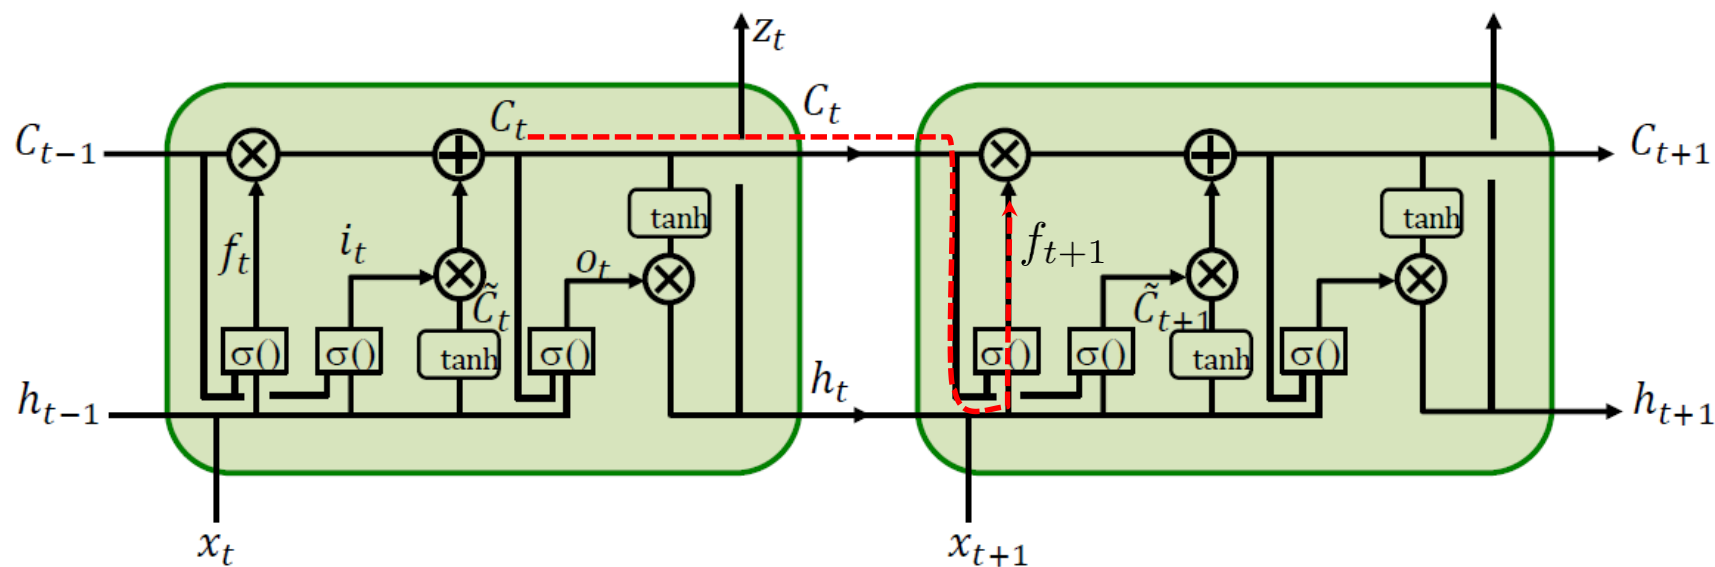 z_t
C_t
C_t
C_{t-1}
C_{t+1}
tanh
tanh
f_t
i_t
o_t
f_{t+1}
C̃_t
C̃_{t+1}
σ()
σ()
tanh
σ()
σ()
σ()
tanh
σ()
h_{t-1}
h_t
h_{t+1}
x_t
x_{t+1}